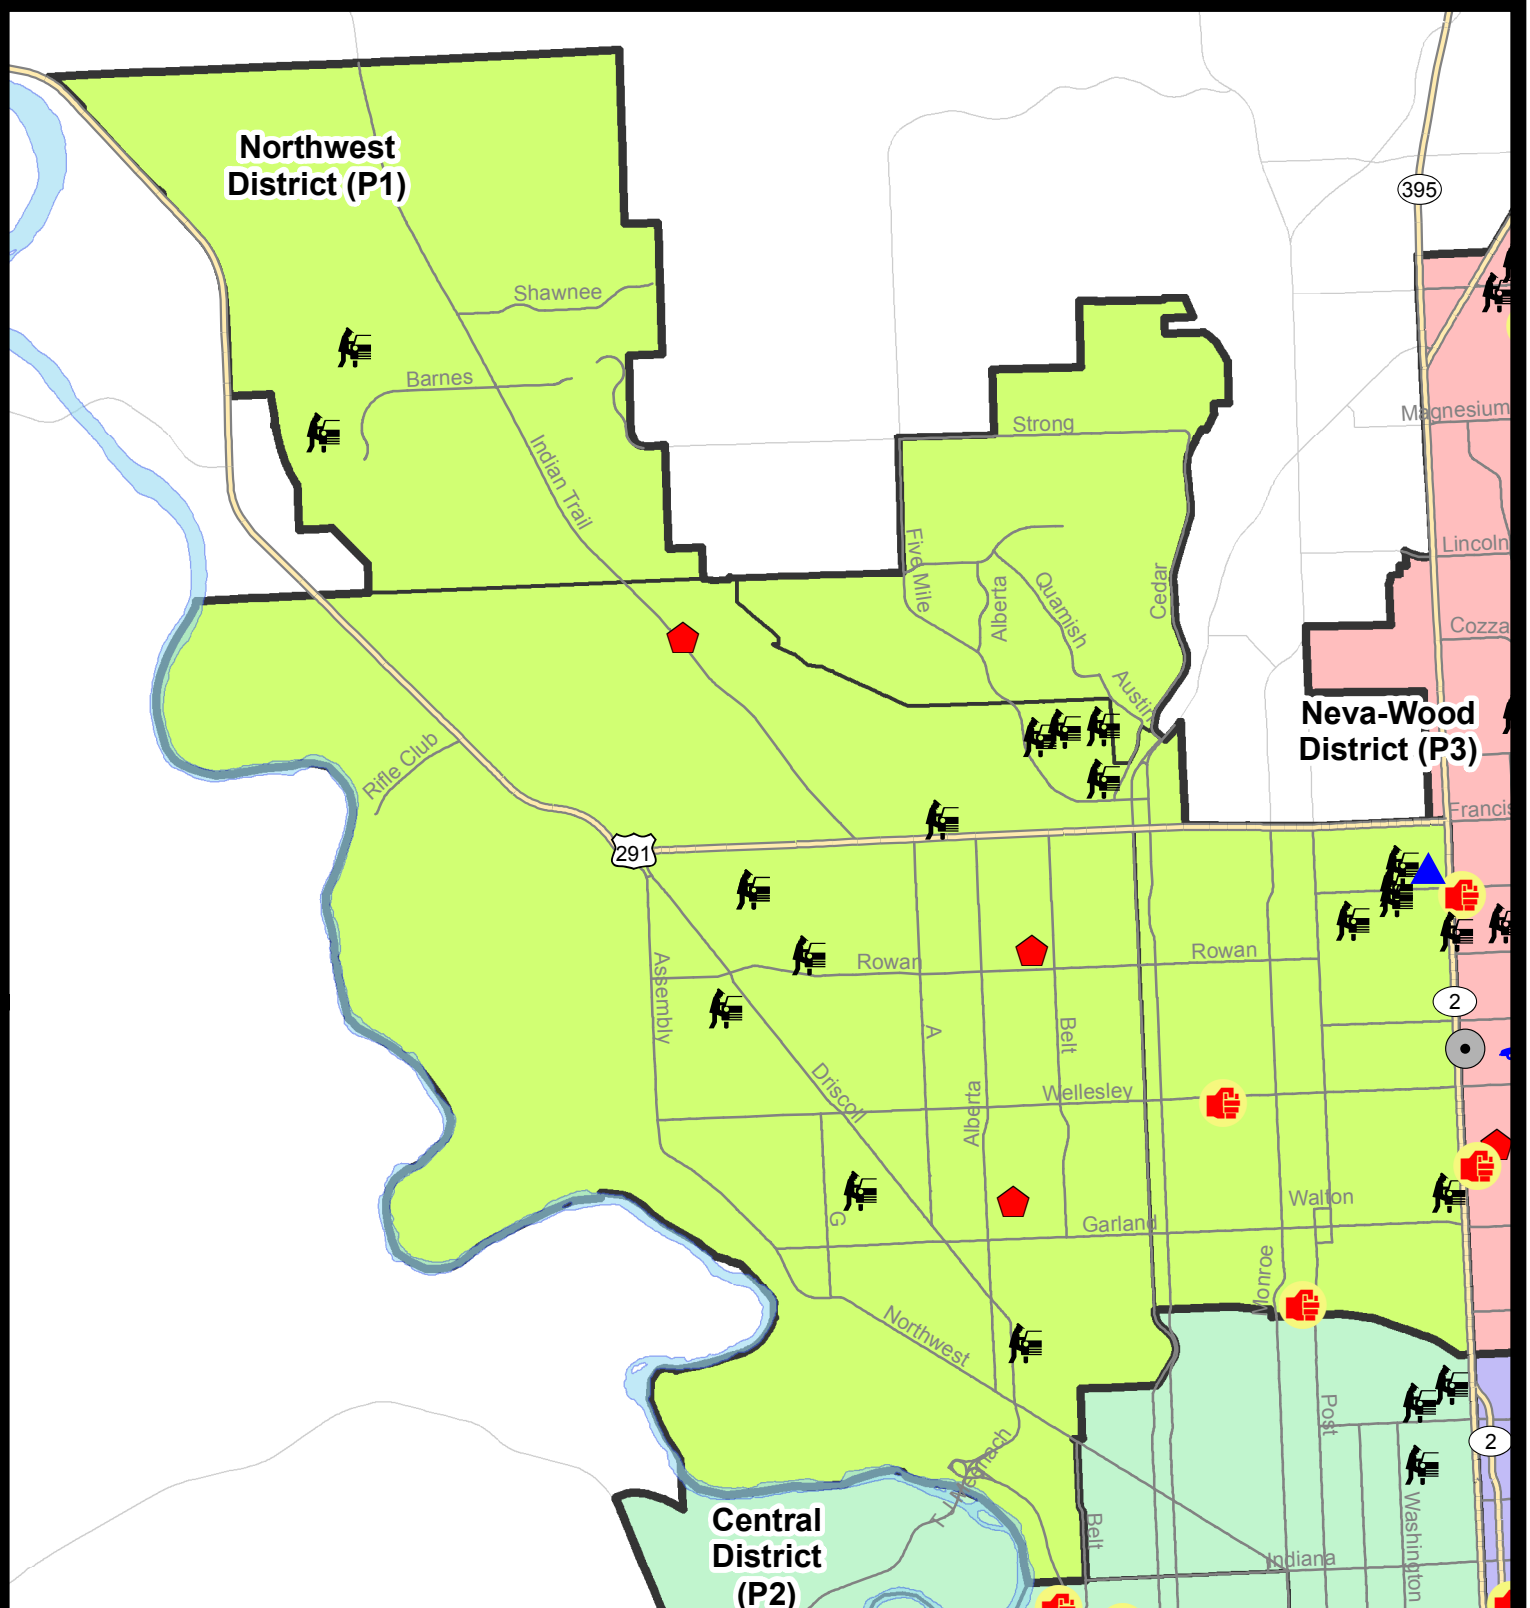 Northwest
District (P1)
395
Shawnee
Barnes
Magnesium
Strong
Indian Trail
Five Mile
Lincoln
Alberta
Quamish
Cedar
Cozza
Austin
Neva-Wood
District (P3)
Rifle Club
Francis
291
Rowan
Rowan
Assembly
2
A
Belt
Driscoll
Wellesley
Alberta
Walton
G
Garland
Monroe
Northwest
Post
2
Central
District
(P2)
Belt
Washington
Indiana